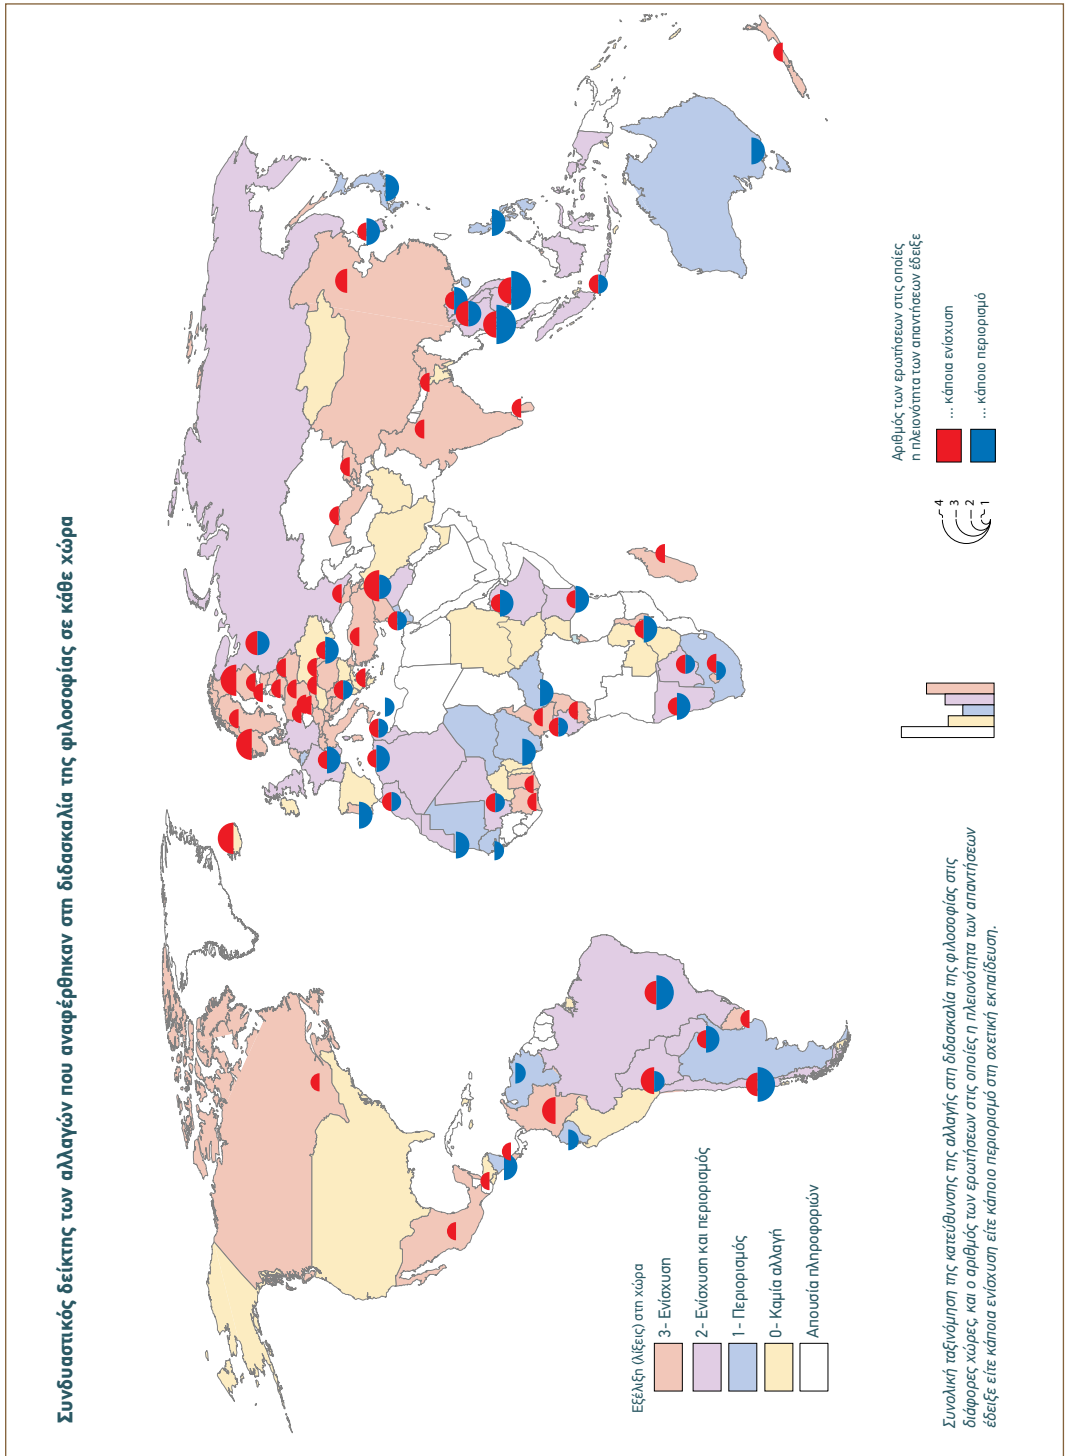 Συνδυαστικός δείκτης των αλλαγών που αναφέρθηκαν στη διδασκαλία της φιλοσοφίας σε κάθε χώρα
Εξέλιξη (λίξεις) στη χώρα
3- Ενίσχυση
2- Ενίσχυση και περιορισμός
1 - Περιορισμός
0- Καμία αλλαγή
Απουσία πληροφοριών
Αριθμός των ερωτήσεων στις οποίες
η πλειονότητα των απαντήσεων έδειξε
... κάποια ενίσχυση
... κάποιο περιορισμό
4
3
2
1
Συνολική ταξινόμηση της κατεύθυνσης της αλλαγής στη διδασκαλία της φιλοσοφίας στις
διάφορες χώρες, και ο αριθμός των ερωτήσεων στις οποίες η πλειονότητα των απαντήσεων
έδειξε είτε κάποια ενίσχυση είτε κάποιο περιορισμό στη σχετική εκπαίδευση.